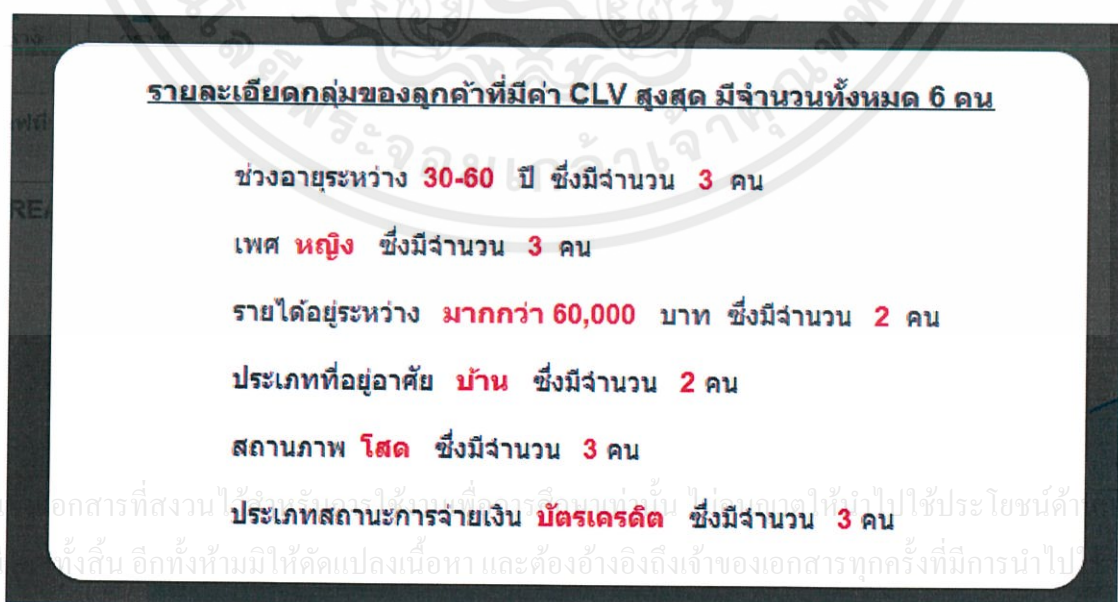 รายละเอียดกลุ่มของลูกค้าที่มีค่า CLV สูงสุด มีจำนวนทั้งหมด 6 คน
ช่วงอายุระหว่าง 30-60 ปี ซึ่งมีจำนวน 3 คน
เพศ หญิง ซึ่งมีจำนวน 3 คน
รายได้อยู่ระหว่าง มากกว่า 60,000 บาท ซึ่งมีจำนวน 2 คน
ประเภทที่อยู่อาศัย บ้าน ซึ่งมีจำนวน 2 คน
สถานภาพ โสด ซึ่งมีจำนวน 3 คน
อกสารที่สงวนไว้สำหรับการใช้งานเพื่อการศึกษาเท่านั้น ไม่อนุญาตให้นำไปใช้ประโยชน์ด้า
ประเภทสถานะการจ่ายเงิน บัตรเครดิต ซึ่งมีจำนวน 3 คน
ทั้งสิ้น อีกทั้งห้ามมิให้ดัดแปลงเนื้อหา และต้องอ้างอิงถึงเจ้าของเอกสารทุกครั้งที่มีการนำไป